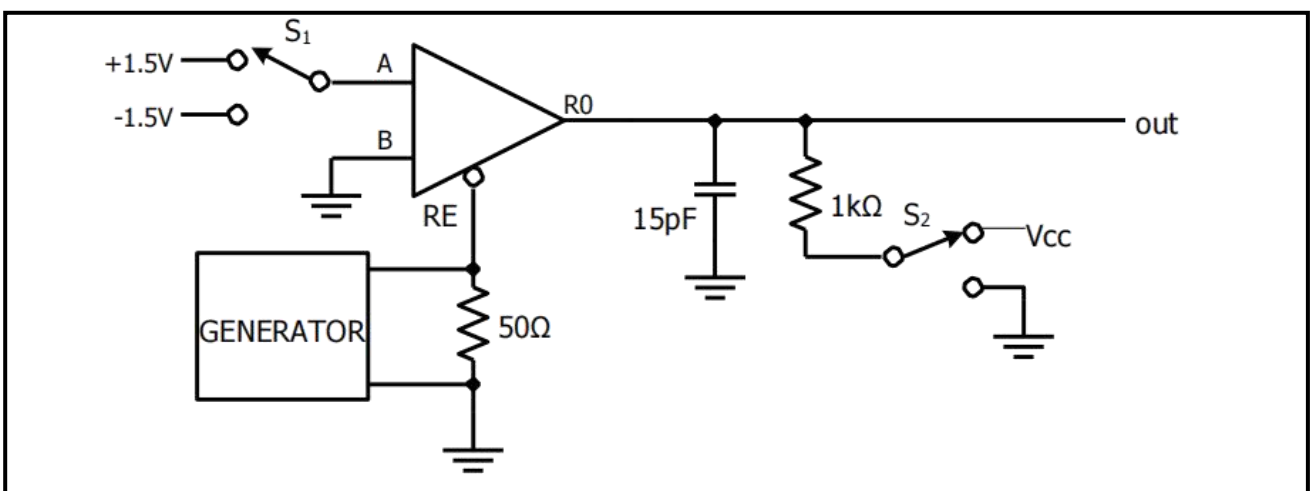 S₁
+1.5V
A
-1.5V
R0
out
B
RE
15pF
1kΩ
S₂
Vcc
GENERATOR
50Ω